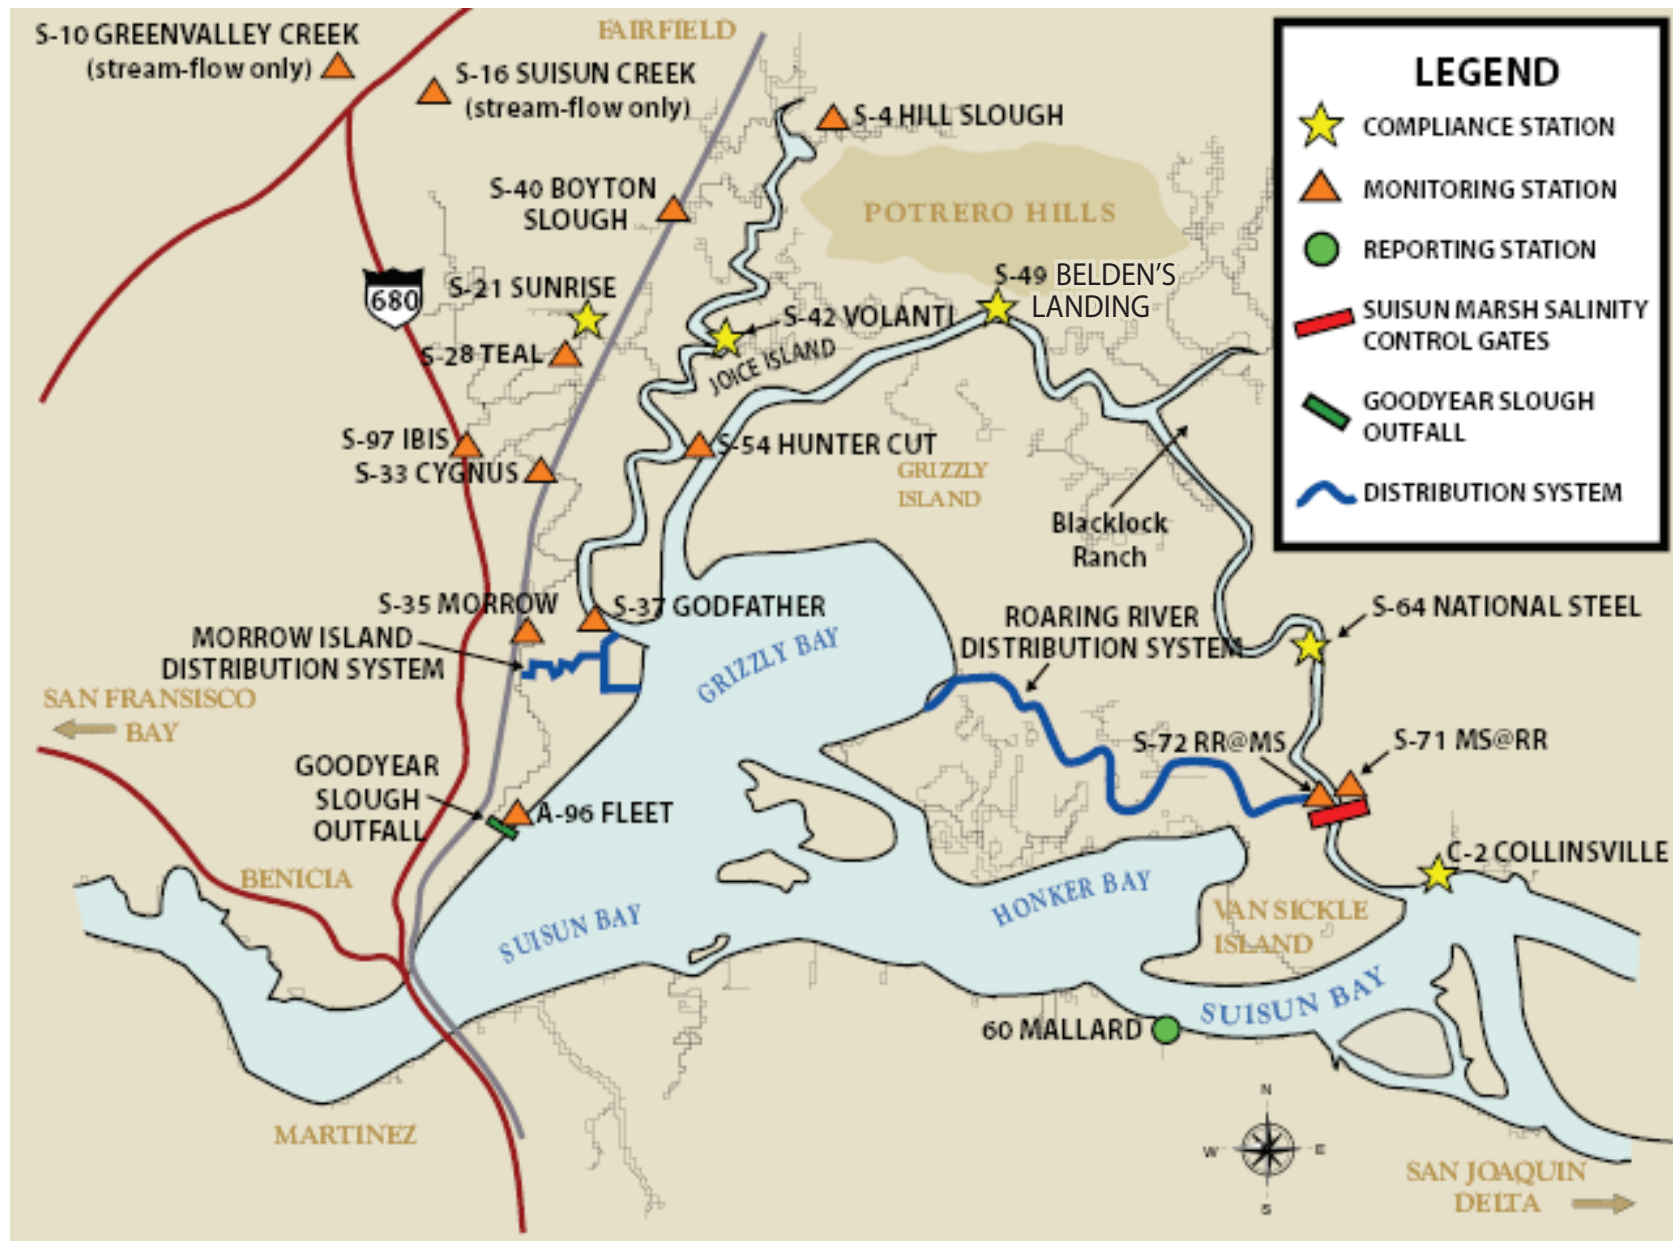 FAIRFIELD
S-10 GREENVALLEY CREEK
(stream-flow only)
S-16 SUISUN CREEK
(stream-flow only)
S-4 HILL SLOUGH
S-40 BOYTON
SLOUGH
POTRERO HILLS
680
S-21 SUNRISE
S-49 BELDEN'S
LANDING
S-42 VOLANTI
S-28 TEAL
JOICE ISLAND
S-97 IBIS
S-33 CYGNUS
S-54 HUNTER CUT
GRIZZLY
ISLAND
Blacklock
Ranch
S-35 MORROW
S-37 GODFATHER
ROARING RIVER
DISTRIBUTION SYSTEM
S-64 NATIONAL STEEL
MORROW ISLAND
DISTRIBUTION SYSTEM
GRIZZLY BAY
SAN FRANSISCO
BAY
S-72 RR@MS
S-71 MS@RR
GOODYEAR
SLOUGH
OUTFALL
A-96 FLEET
C-2 COLLINSVILLE
BENICIA
SUISUN BAY
HONKER BAY
VAN SICKLE
ISLAND
SUISUN BAY
60 MALLARD
MARTINEZ
N
W
E
S
SAN JOAQUIN
DELTA
LEGEND
COMPLIANCE STATION
MONITORING STATION
REPORTING STATION
SUISUN MARSH SALINITY
CONTROL GATES
GOODYEAR SLOUGH
OUTFALL
DISTRIBUTION SYSTEM